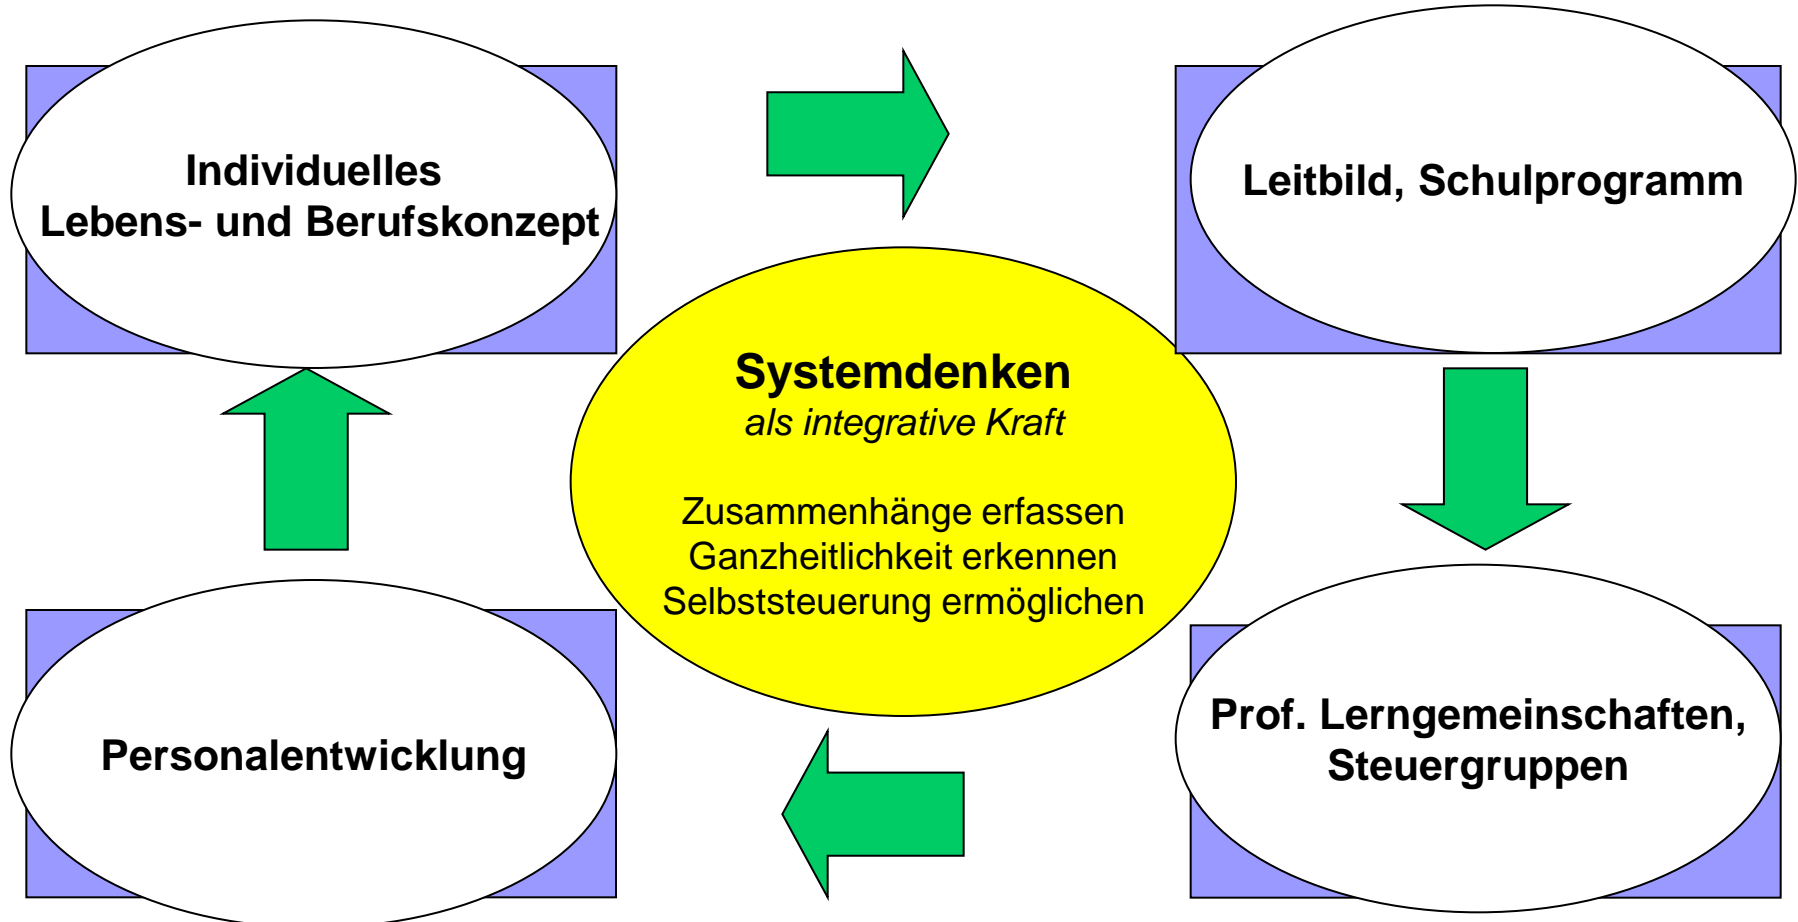 Individuelles
Lebens- und Berufskonzept
Leitbild, Schulprogramm
Systemdenken
als integrative Kraft
Zusammenhänge erfassen
Ganzheitlichkeit erkennen
Selbststeuerung ermöglichen
Personalentwicklung
Prof. Lerngemeinschaften,
Steuergruppen